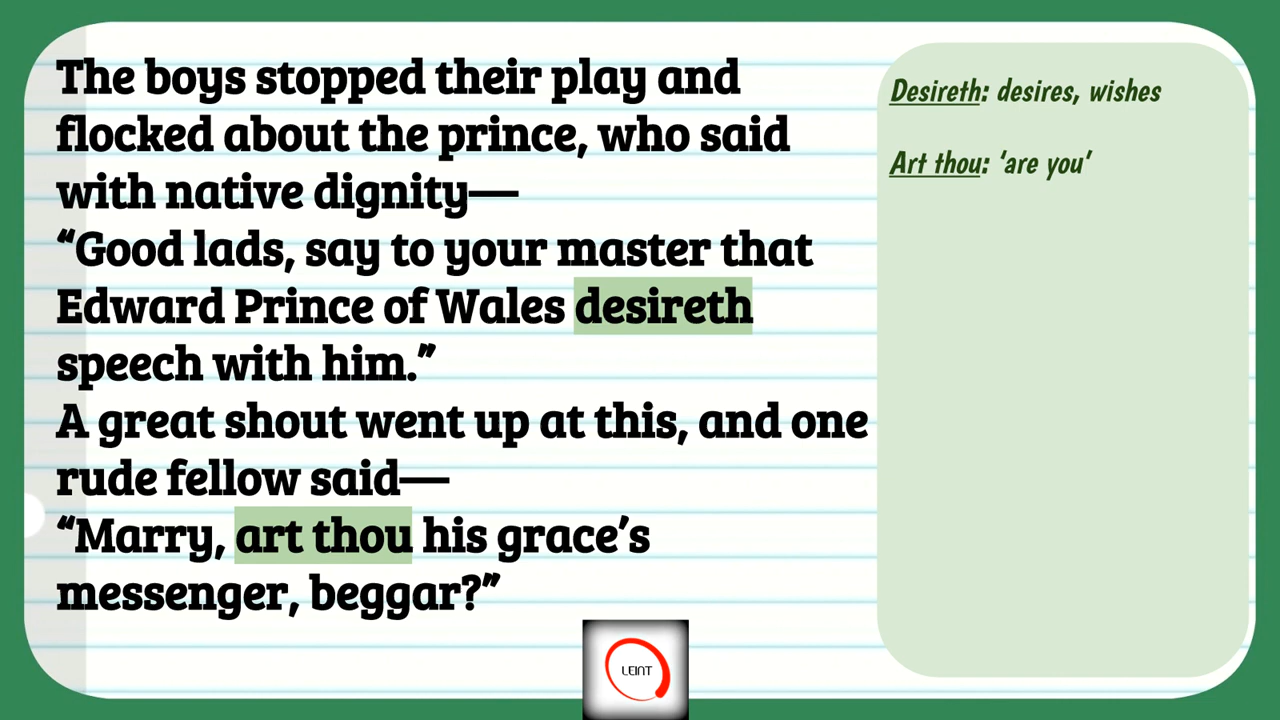 The boys stopped their play and
flocked about the prince, who said
with native dignity—
“Good lads, say to your master that
Edward Prince of Wales desireth
speech with him.”
A great shout went up at this, and one
rude fellow said—
“Marry, art thou his grace’s
messenger, beggar?”
Desireth: desires, wishes
Art thou: ‘are you’
LEINT